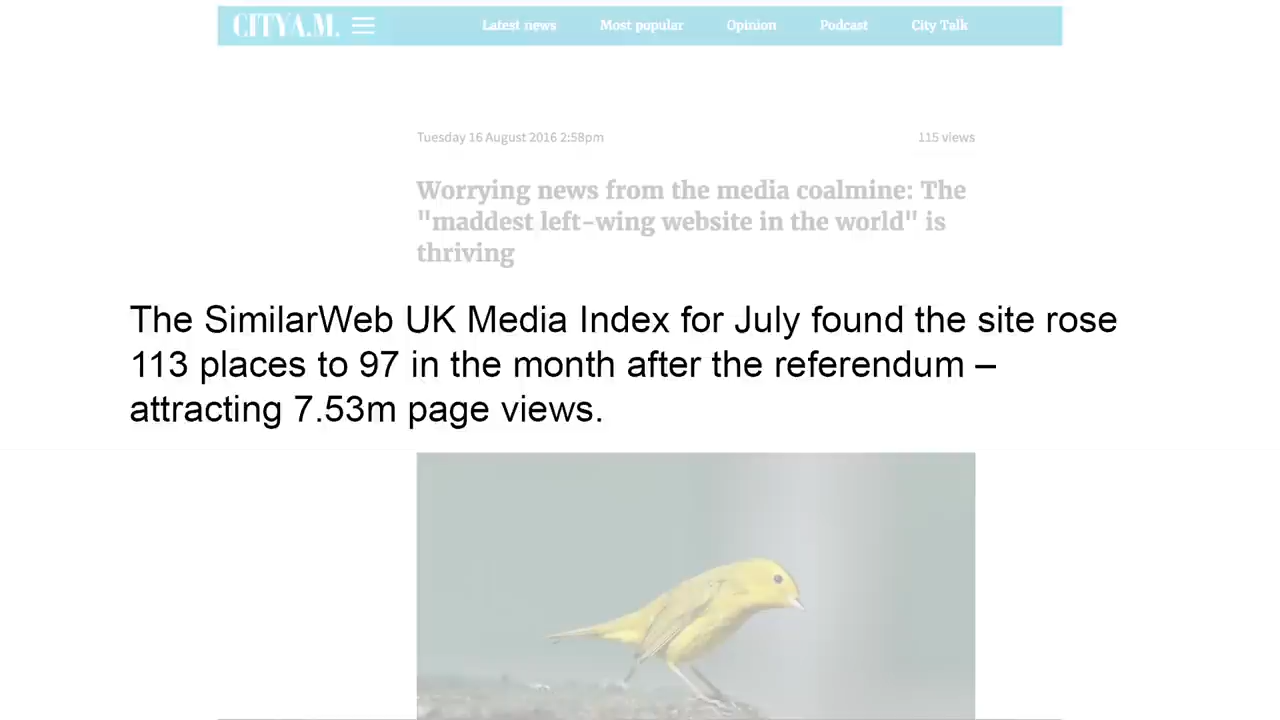 CITYA.M.
Latest news Most popular Opinion Podcast City Talk
Tuesday 16 August 2016 2:58pm 115 views
Worrying news from the media coalmine: The
"maddest left-wing website in the world" is
thriving
The SimilarWeb UK Media Index for July found the site rose
113 places to 97 in the month after the referendum –
attracting 7.53m page views.